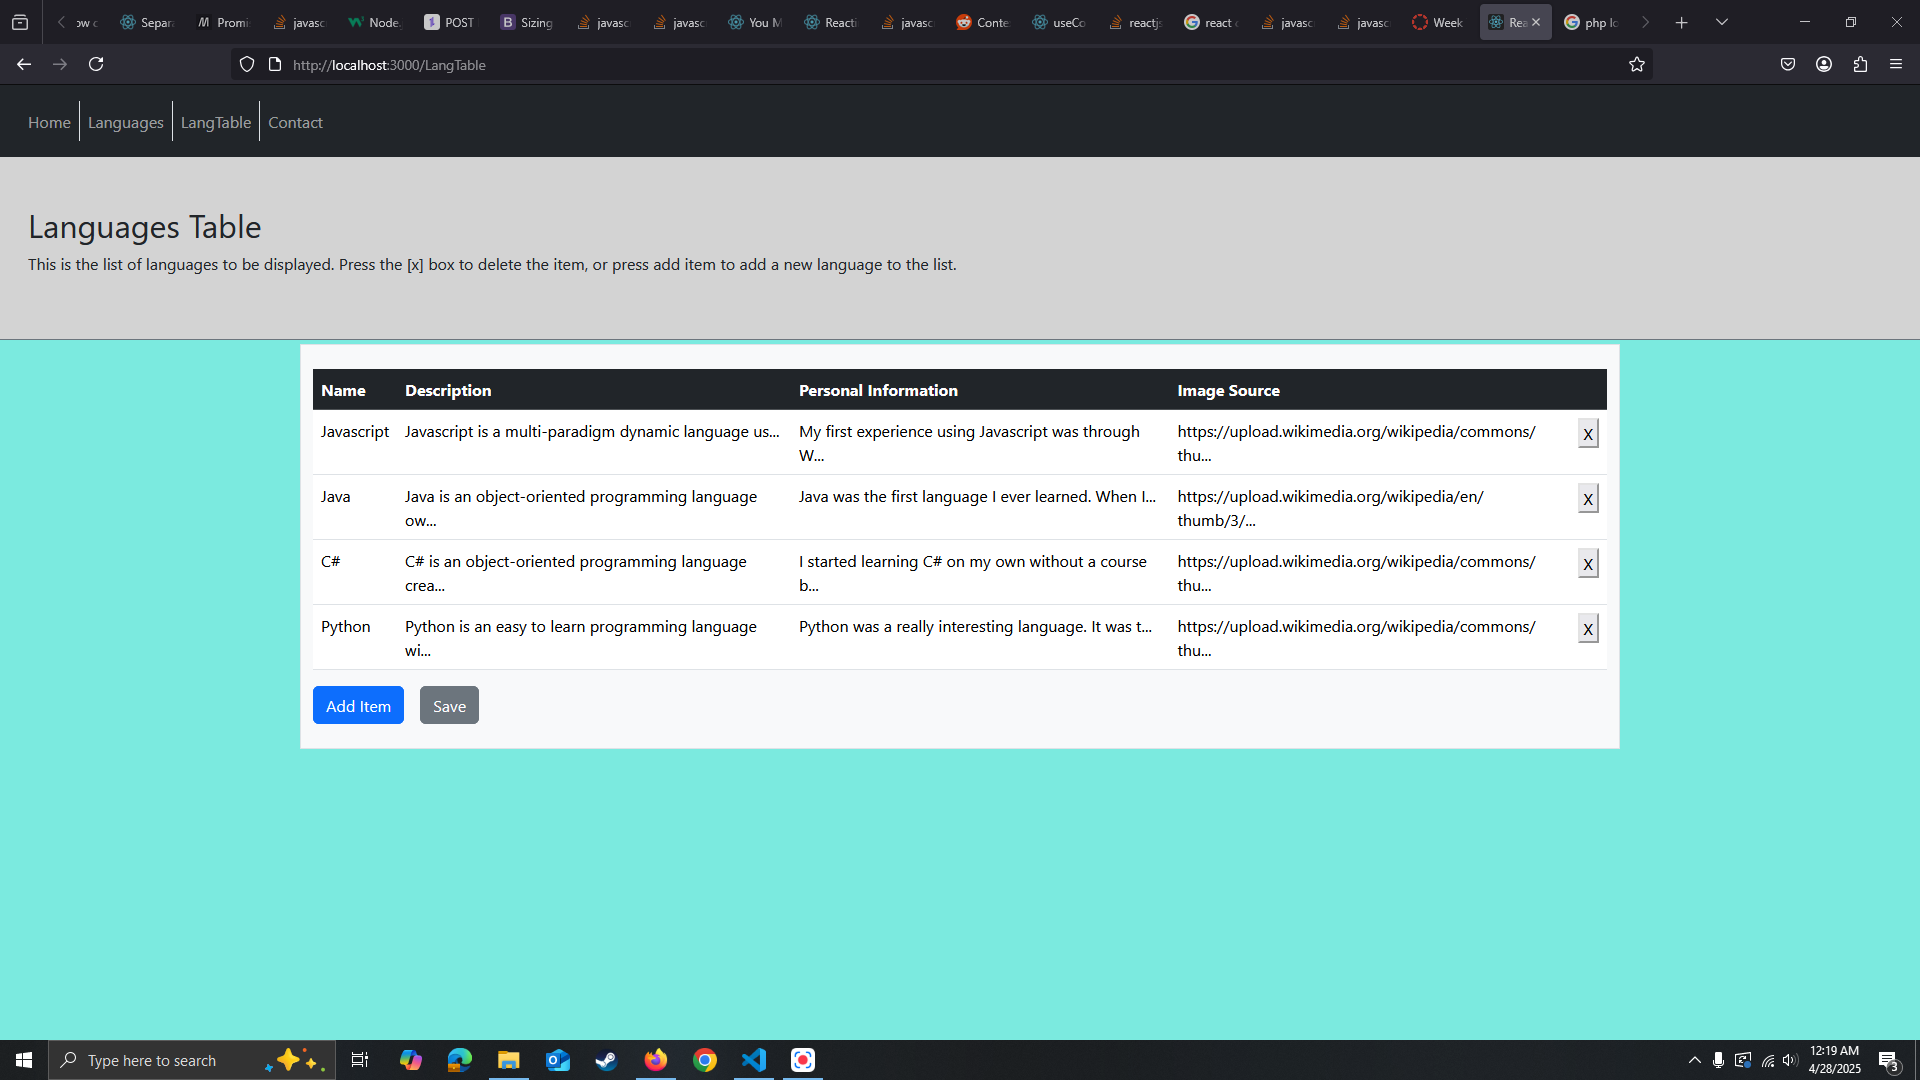 ow c
Separ
Promi
javasc
Node.
POST
Sizing
javasc
javasc
You M
Reacti
javasc
Conte
useCo
reactjs
react c
javasc
javasc
Week
Rea
php lo
http://localhost:3000/LangTable
Home Languages LangTable Contact
Languages Table
This is the list of languages to be displayed. Press the [x] box to delete the item, or press add item to add a new language to the list.
Name Description Personal Information Image Source
Javascript Javascript is a multi-paradigm dynamic language us... My first experience using Javascript was through https://upload.wikimedia.org/wikipedia/commons/ X
W... thu...
Java Java is an object-oriented programming language Java was the first language I ever learned. When I... https://upload.wikimedia.org/wikipedia/en/ X
ow... thumb/3/...
C# C# is an object-oriented programming language I started learning C# on my own without a course https://upload.wikimedia.org/wikipedia/commons/ X
crea... b... thu...
Python Python is an easy to learn programming language Python was a really interesting language. It was t... https://upload.wikimedia.org/wikipedia/commons/ X
wi... thu...
Add Item Save
Type here to search
12:19 AM
4/28/2025
3